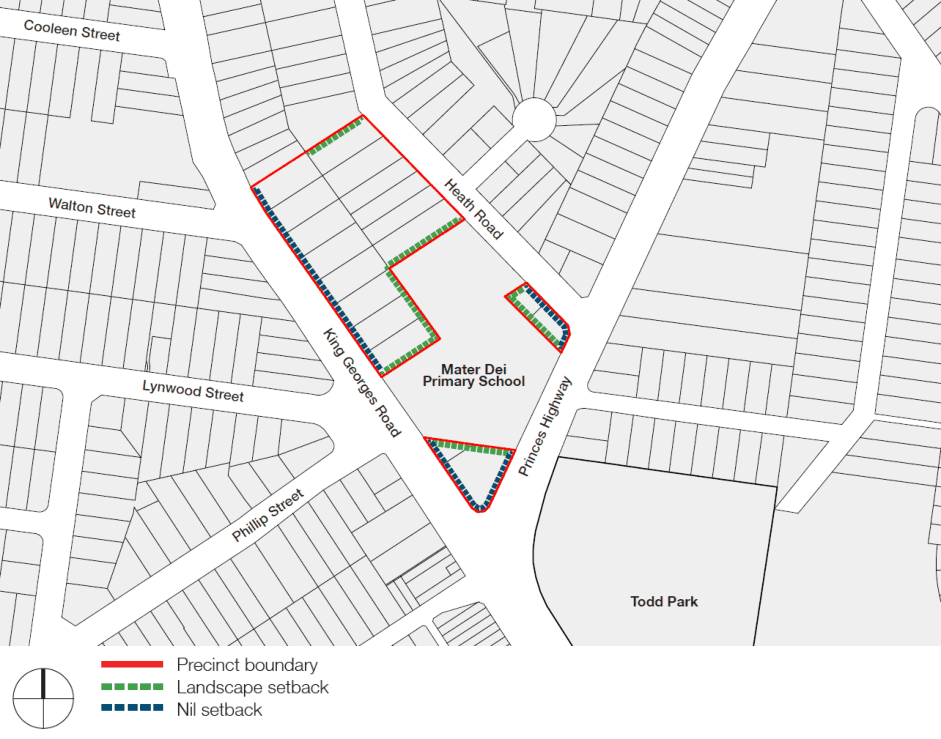 Cooleen Street
Walton Street
Heath Road
King Georges Road
Mater Dei
Primary School
Lynwood Street
Princes Highway
Phillip Street
Todd Park
Precinct boundary
Landscape setback
Nil setback